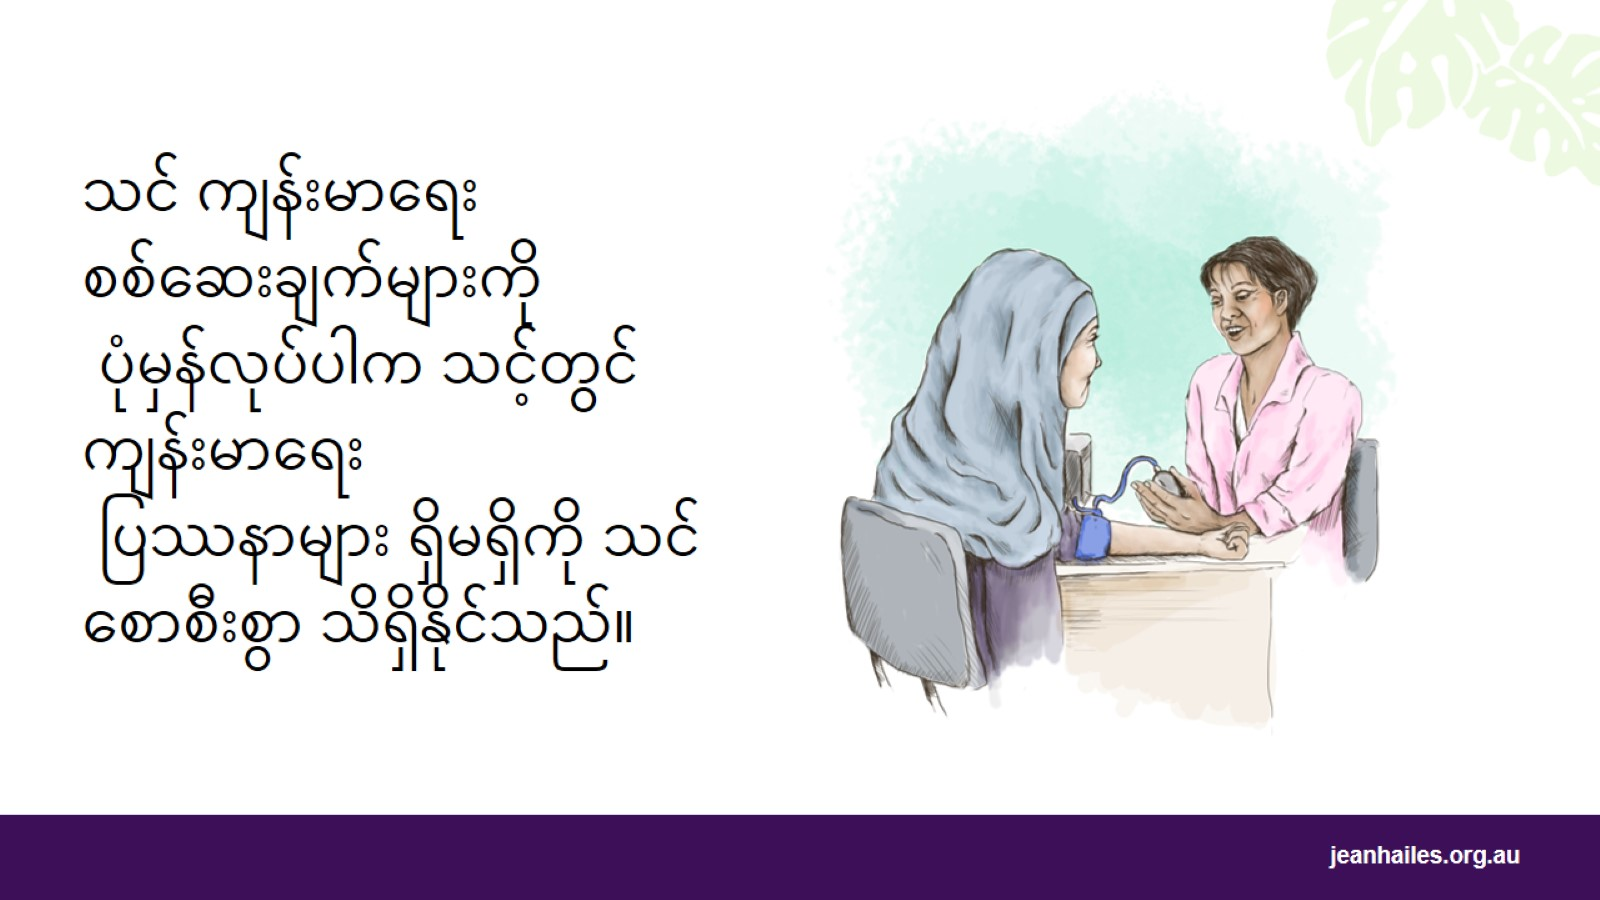 သင် ကျန်းမာရေး
စစ်ဆေးချက်များကို
ပုံမှန်လုပ်ပါက သင့်တွင်
ကျန်းမာရေး
ပြဿနာများ ရှိမရှိကို သင်
စောစီးစွာ သိရှိနိုင်သည်။
jeanhailes.org.au